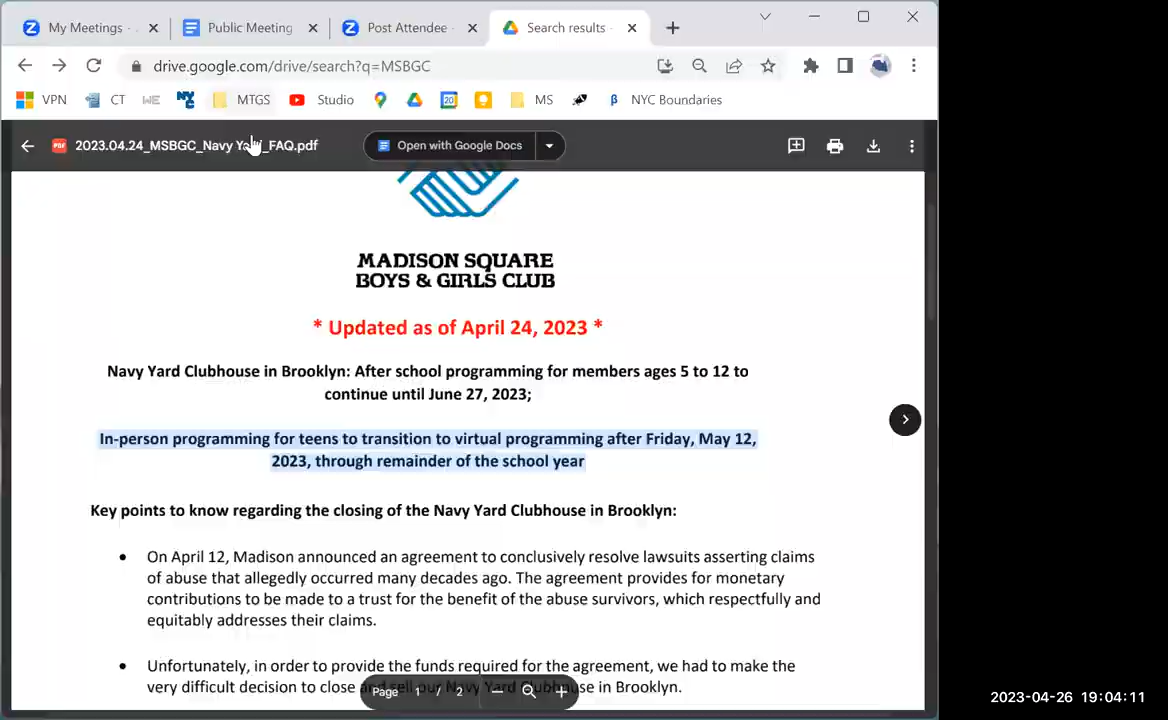 My Meetings -
Public Meeting
Post Attendee -
Search results -
drive.google.com/drive/search?q=MSBGC
VPN
CT
WE
NYC
MTGS
Studio
20
MS
β
NYC Boundaries
PDF
2023.04.24_MSBGC_Navy Ya _FAQ.pdf
Open with Google Docs
MADISON SQUARE
BOYS & GIRLS CLUB
* Updated as of April 24, 2023 *
Navy Yard Clubhouse in Brooklyn: After school programming for members ages 5 to 12 to
continue until June 27, 2023;
In-person programming for teens to transition to virtual programming after Friday, May 12,
2023, through remainder of the school year
Key points to know regarding the closing of the Navy Yard Clubhouse in Brooklyn:
• On April 12, Madison announced an agreement to conclusively resolve lawsuits asserting claims
of abuse that allegedly occurred many decades ago. The agreement provides for monetary
contributions to be made to a trust for the benefit of the abuse survivors, which respectfully and
equitably addresses their claims.
• Unfortunately, in order to provide the funds required for the agreement, we had to make the
very difficult decision to close and sell our Navy Yard Clubhouse in Brooklyn.
Page 1 / 2
2023-04-26 19:04:11